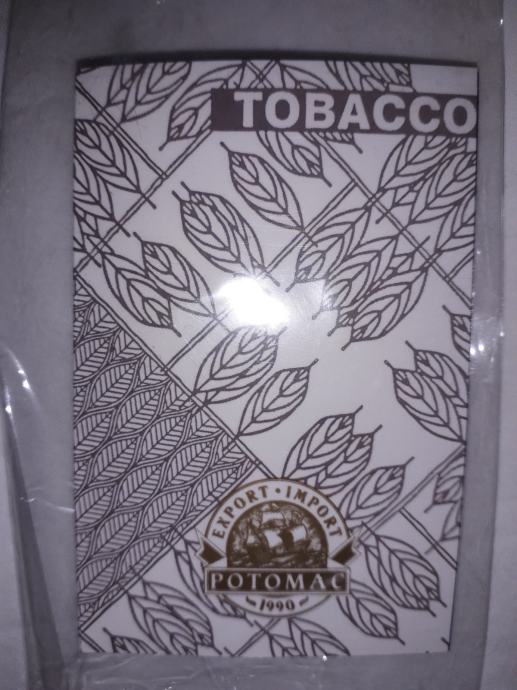 TOBACCO
EXPORT · IMPORT
POTOMAC
1990